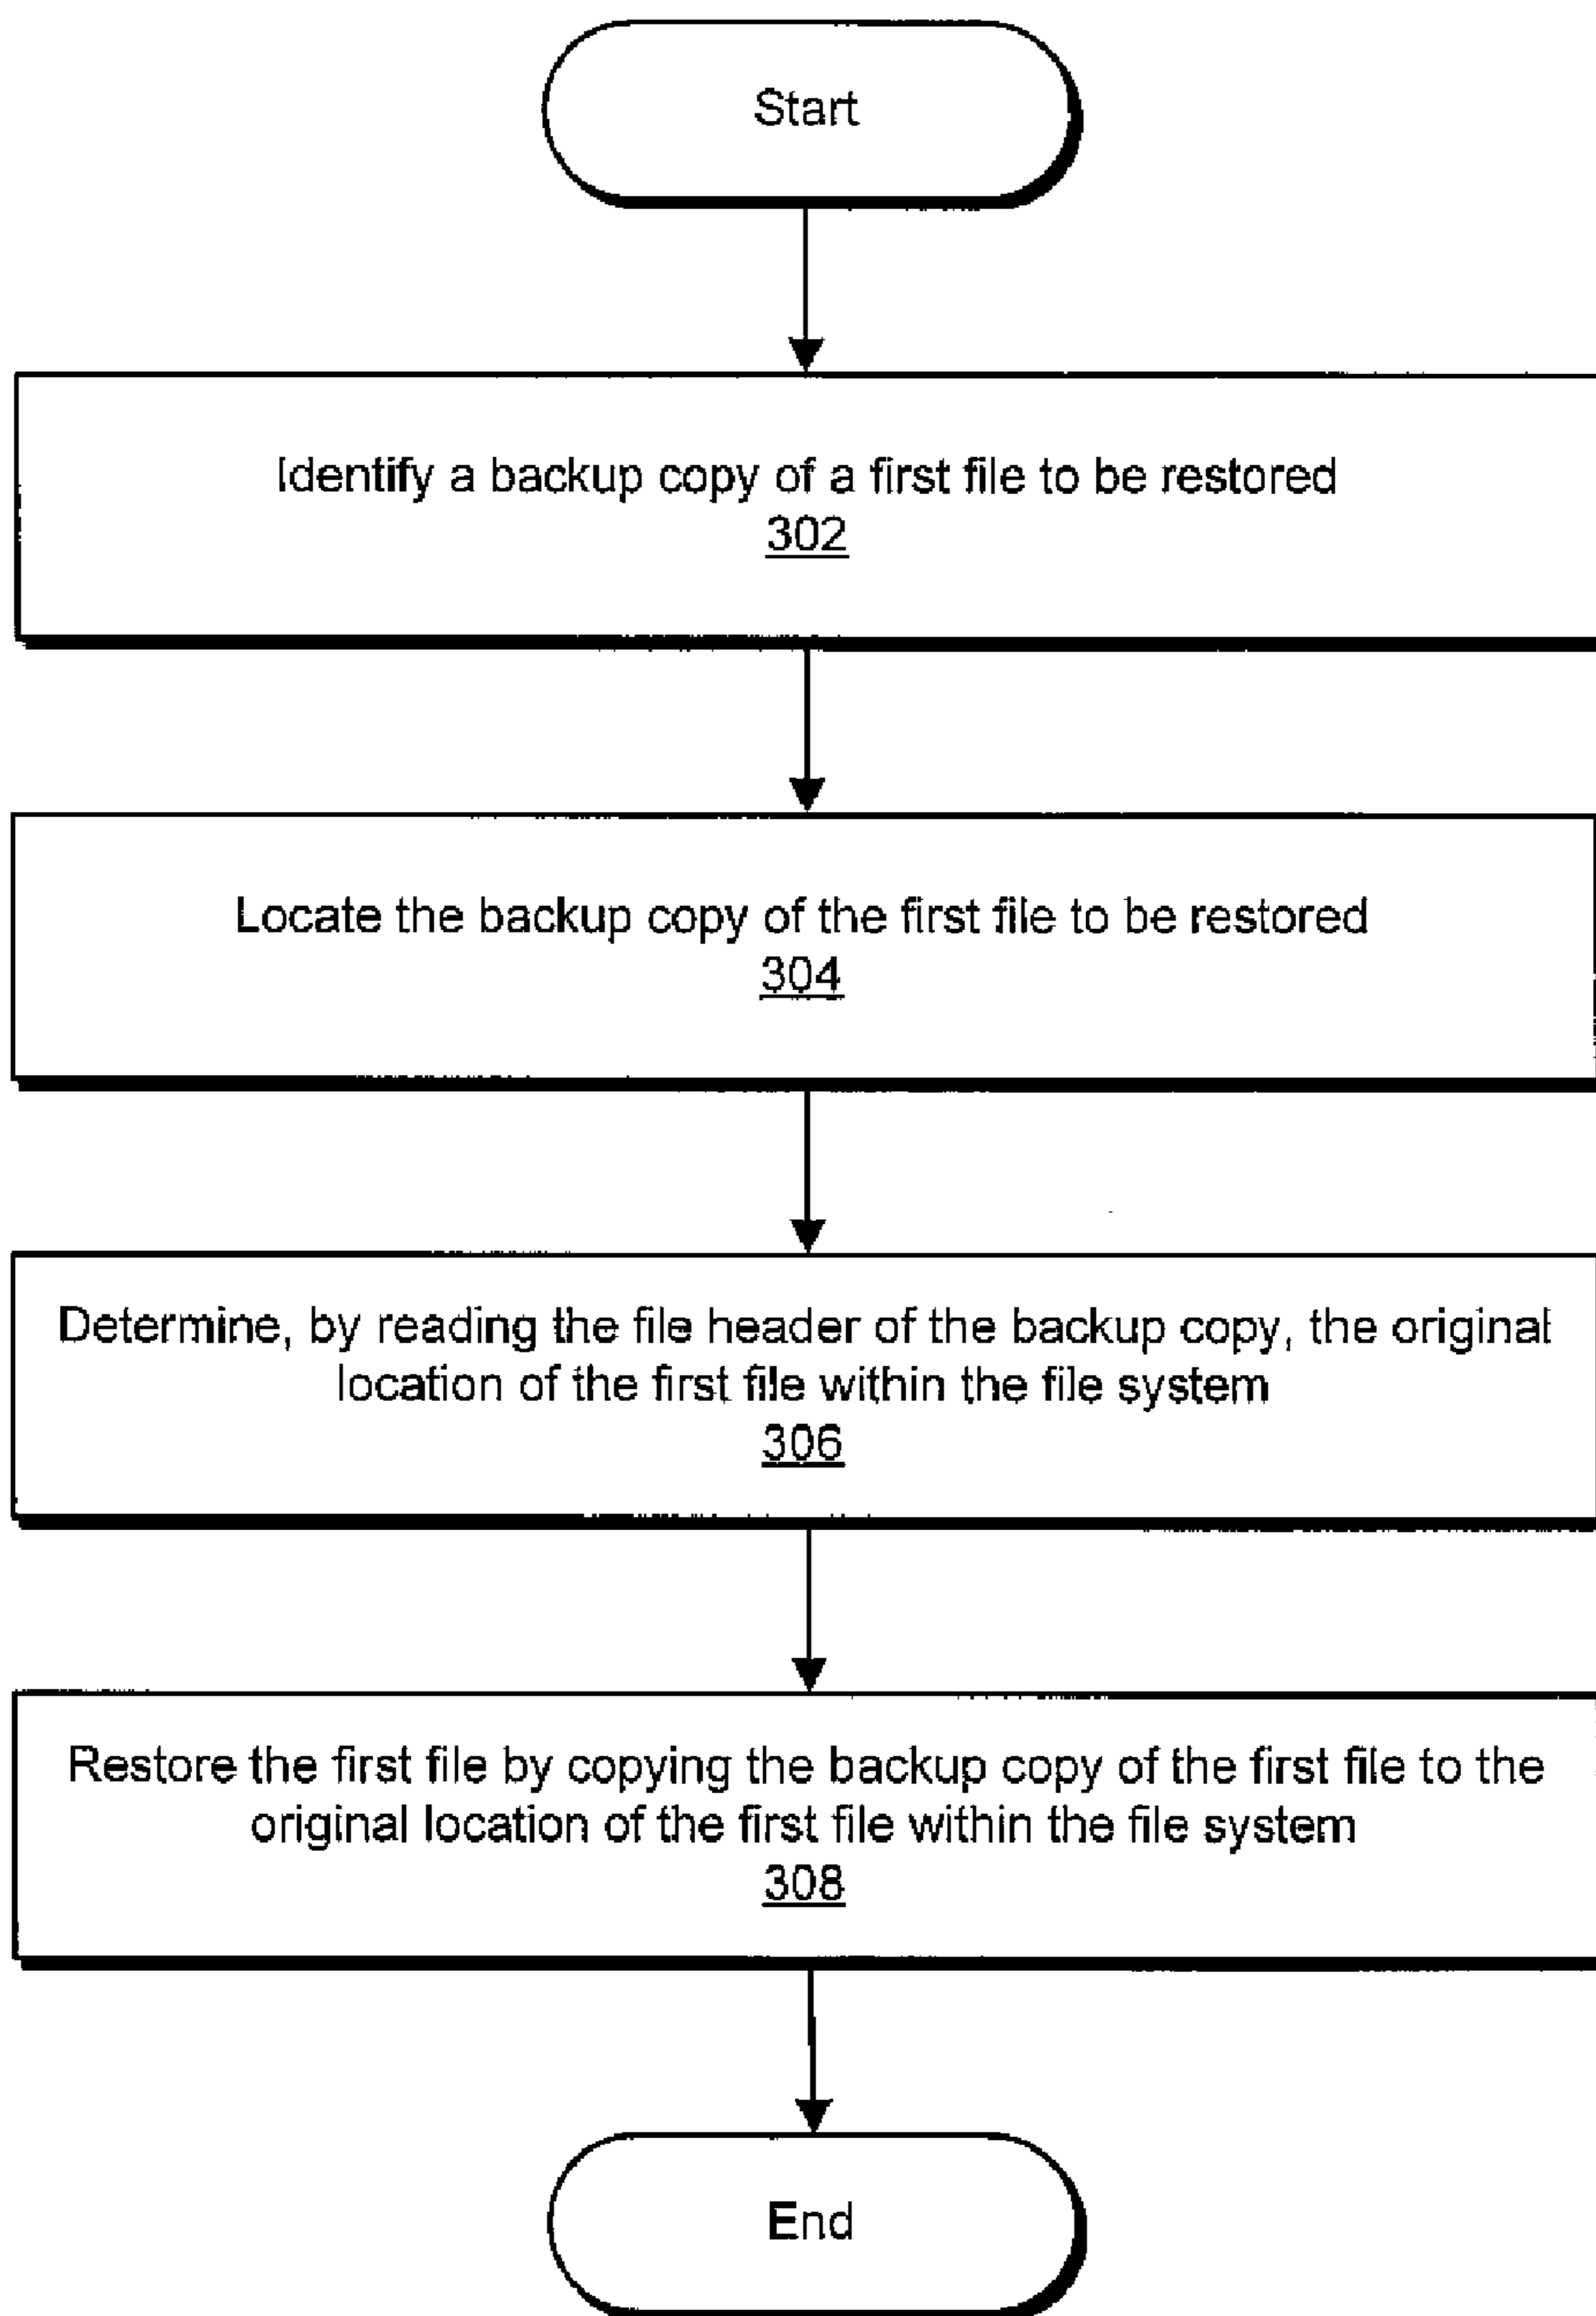 Start
Identify a backup copy of a first file to be restored
302
Locate the backup copy of the first file to be restored
304
Determine, by reading the file header of the backup copy, the original
location of the first file within the file system
306
Restore the first file by copying the backup copy of the first file to the
original location of the first file within the file system
308
End